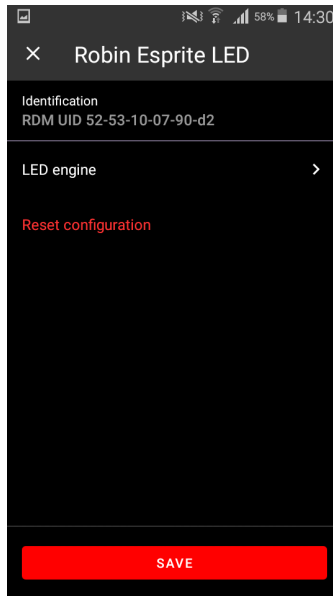 58% 14:30
Robin Esprite LED
Identification
RDM UID 52-53-10-07-90-d2
LED engine
Reset configuration
SAVE